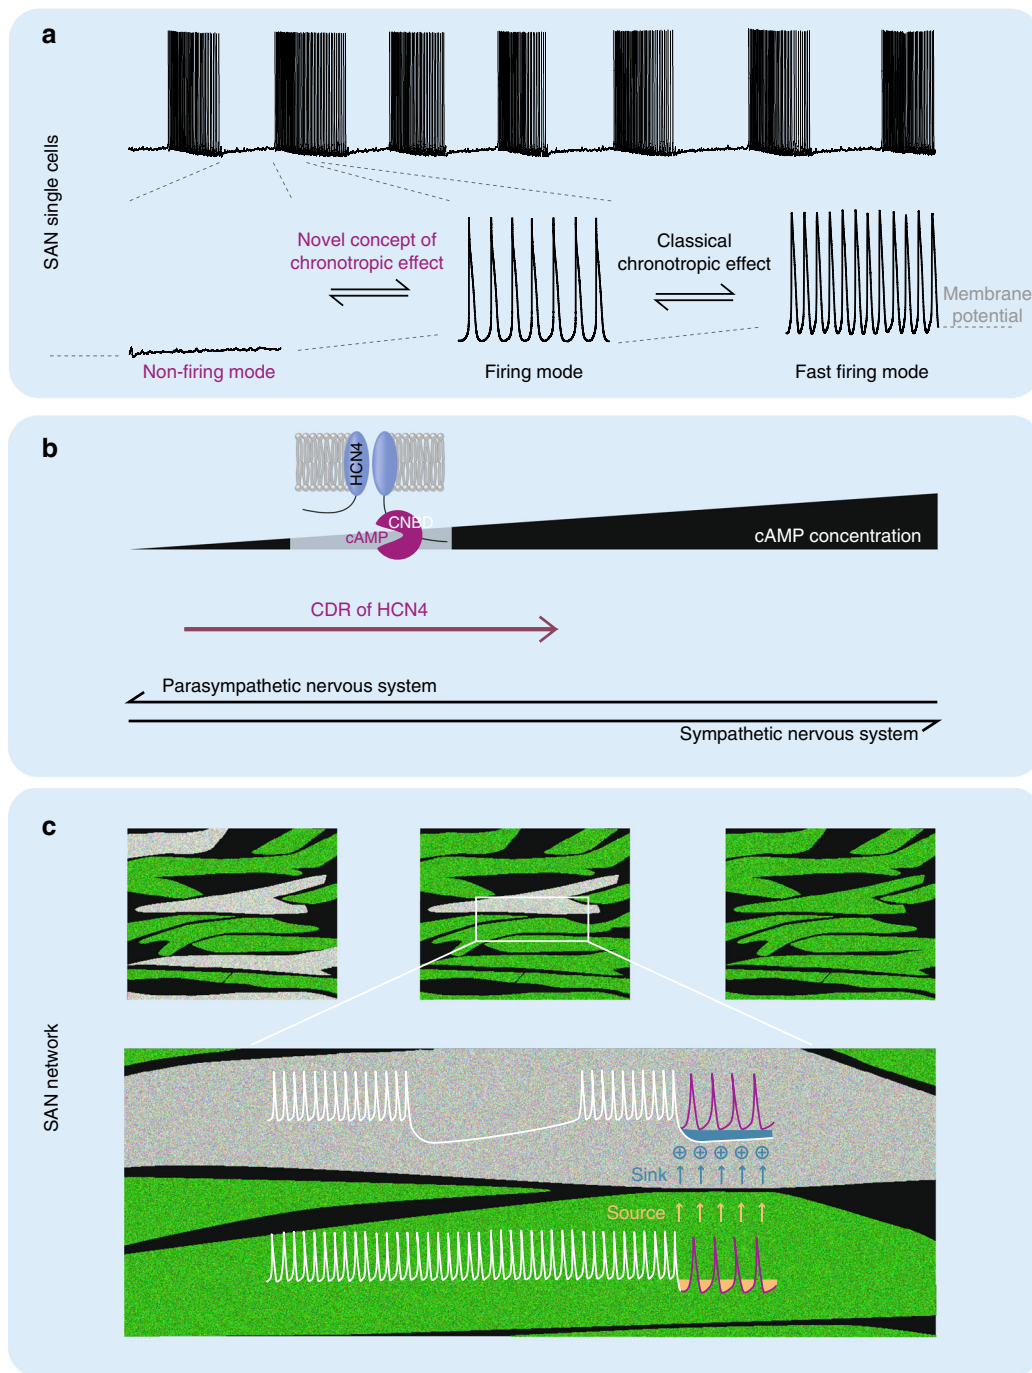 a
SAN single cells
Novel concept of
chronotropic effect
Classical
chronotropic effect
Membrane
potential
Non-firing mode
Firing mode
Fast firing mode
b
HCN4
CNBD
cAMP
cAMP concentration
CDR of HCN4
Parasympathetic nervous system
Sympathetic nervous system
c
SAN network
Sink
Source